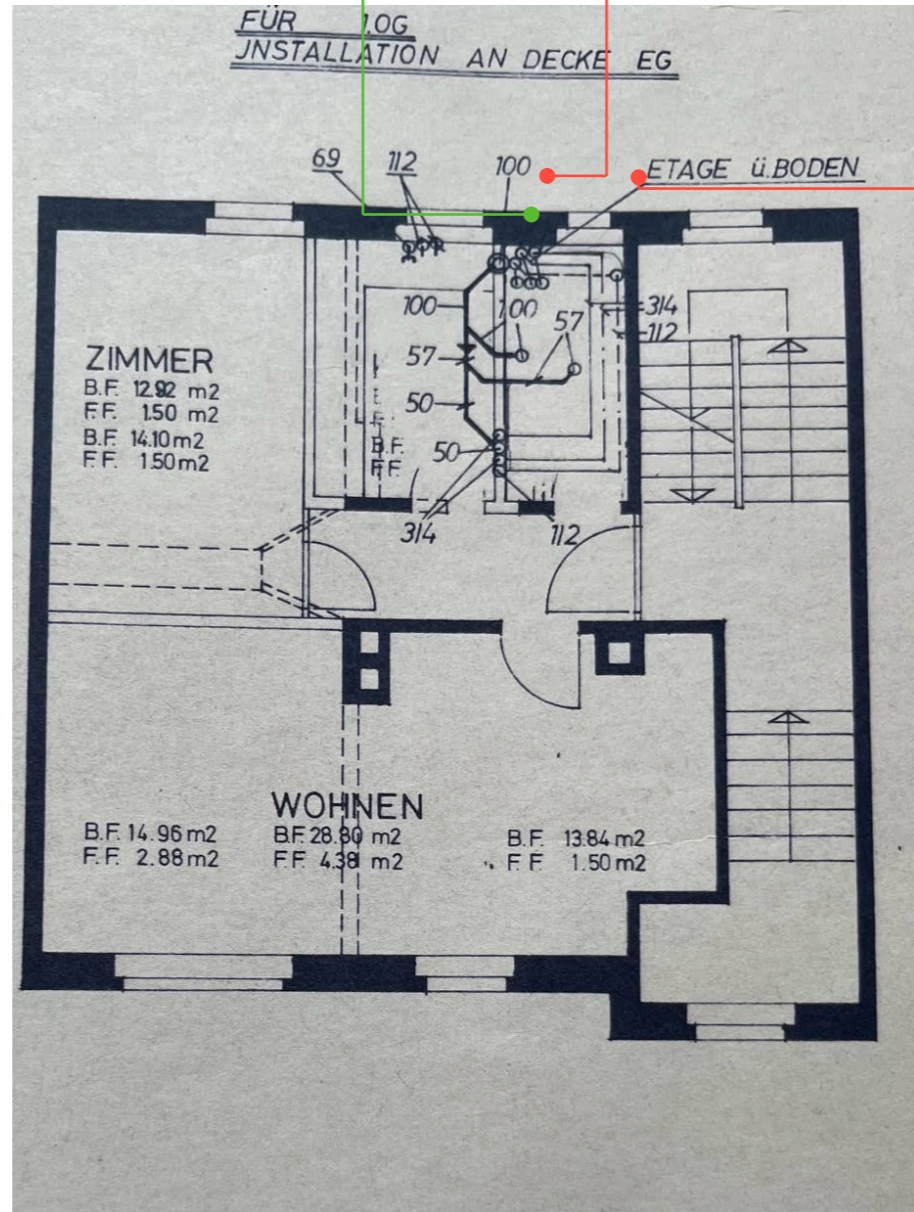 FÜR 1.OG
JNSTALLATION AN DECKE EG
69 112 100 ETAGE Ü.BODEN
100 100 57 314
112
57
50
50
314 112
ZIMMER
B.F. 12.92 m2
F.F. 1.50 m2
B.F. 14.10 m2
F.F. 1.50 m2
B.F.
F.F.
WOHNEN
B.F. 14.96 m2 B.F. 28.80 m2 B.F. 13.84 m2
F.F. 2.88 m2 F.F. 4.38 m2 F.F. 1.50 m2